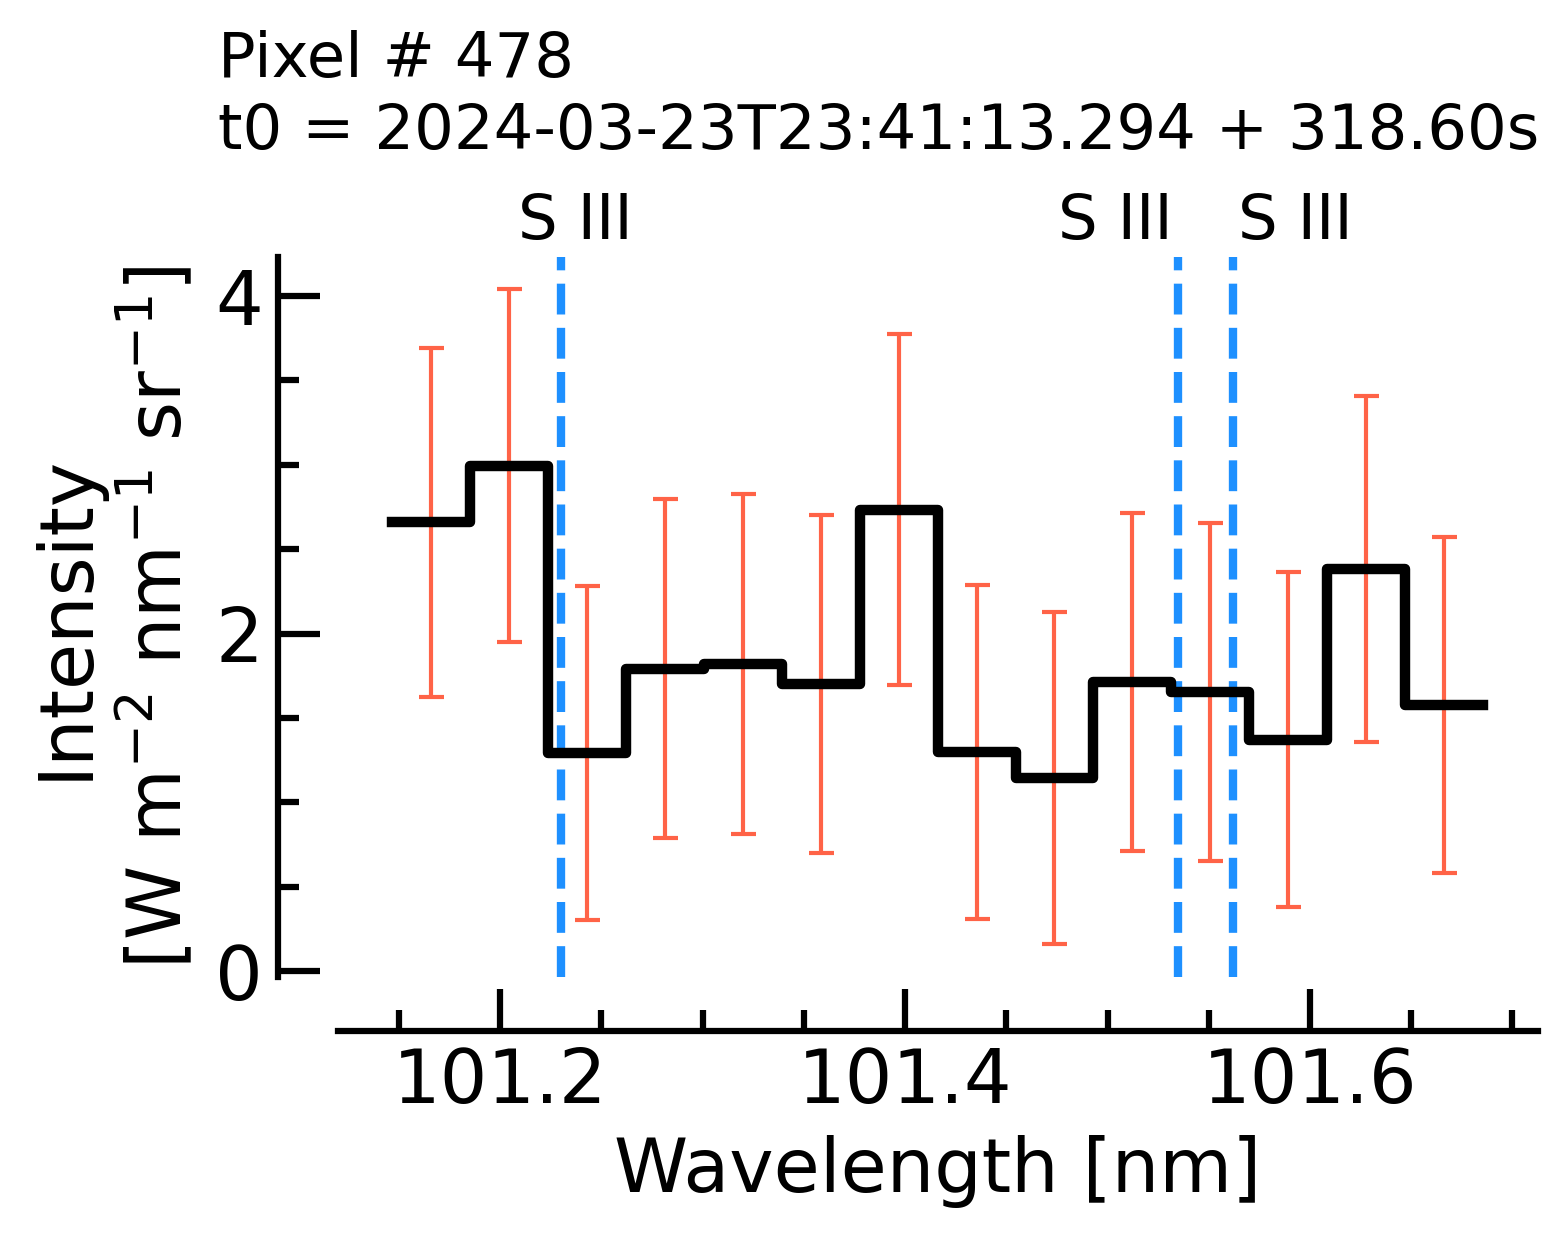 Pixel # 478
t0 = 2024-03-23T23:41:13.294 + 318.60s
S III S III S III
Intensity
[W m⁻² nm⁻¹ sr⁻¹]
4
2
0
101.2 101.4 101.6
Wavelength [nm]